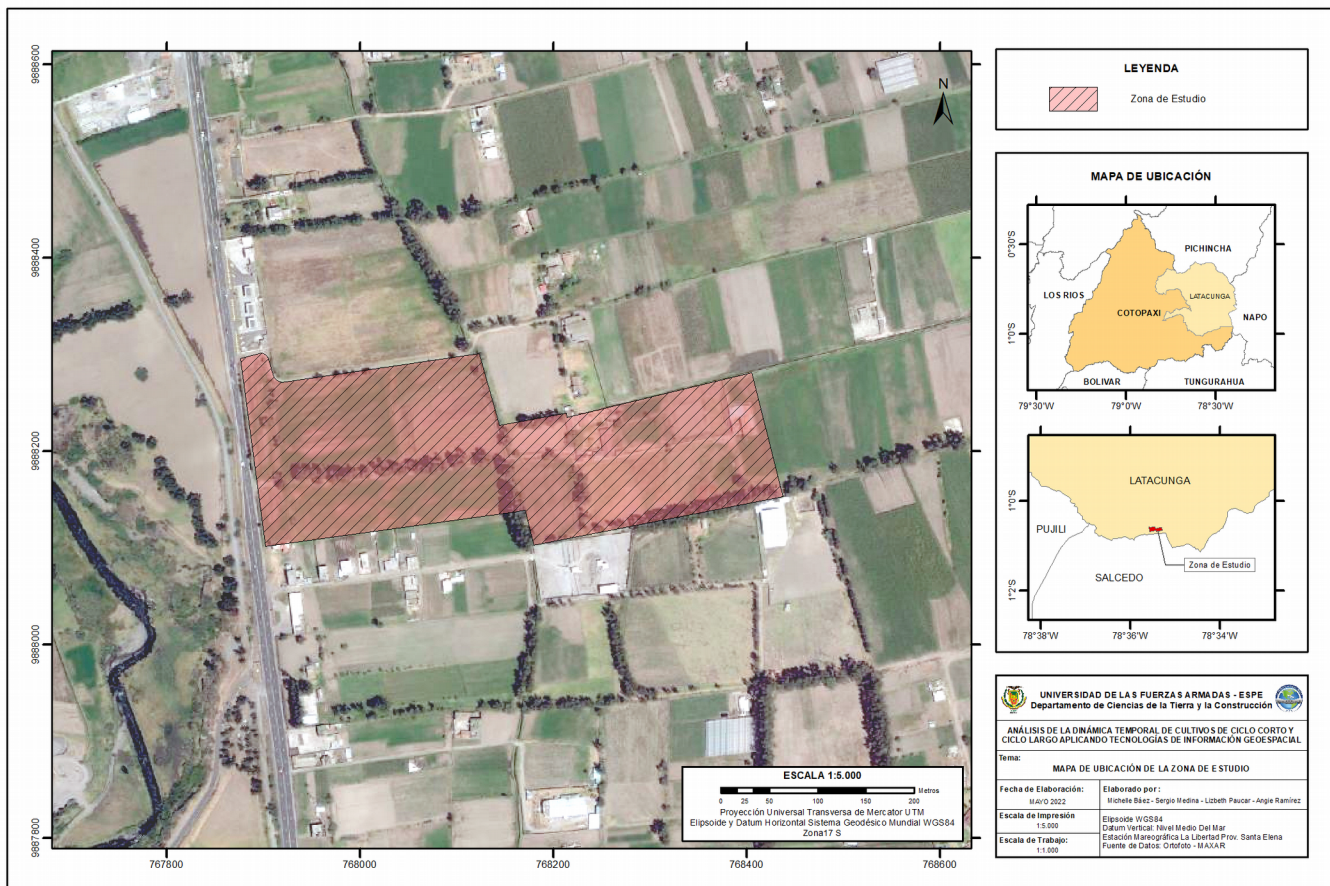 9888600
9888400
9888200
9888000
9887800
767800
768000
768200
768400
768600
N
ESCALA 1:5.000
0 25 50 100 150 200 Metros
Proyección Universal Transversa de Mercator UTM
Elipsoide y Datum Horizontal Sistema Geodésico Mundial WGS84
Zona17 S
LEYENDA
Zona de Estudio
MAPA DE UBICACIÓN
0°30'S
1°0'S
PICHINCHA
LOS RIOS
LATACUNGA
COTOPAXI
NAPO
BOLIVAR
TUNGURAHUA
79°30'W
79°0'W
78°30'W
1°0'S
1°2'S
LATACUNGA
PUJILI
Zona de Estudio
SALCEDO
78°38'W
78°36'W
78°34'W
UNIVERSIDAD DE LAS FUERZAS ARMADAS - ESPE
Departamento de Ciencias de la Tierra y la Construcción
ANÁLISIS DE LA DINÁMICA TEMPORAL DE CULTIVOS DE CICLO CORTO Y
CICLO LARGO APLICANDO TECNOLOGÍAS DE INFORMACIÓN GEOESPACIAL
Tema:
MAPA DE UBICACIÓN DE LA ZONA DE ESTUDIO
Fecha de Elaboración:
MAYO 2022
Elaborado por :
Michelle Báez - Sergio Medina - Lizbeth Paucar - Angie Ramírez
Escala de Impresión
1:5.000
Escala de Trabajo:
1:1.000
Elipsoide WGS84
Datum Vertical: Nivel Medio Del Mar
Estación Mareográfica La Libertad Prov. Santa Elena
Fuente de Datos: Ortofoto - MAXAR